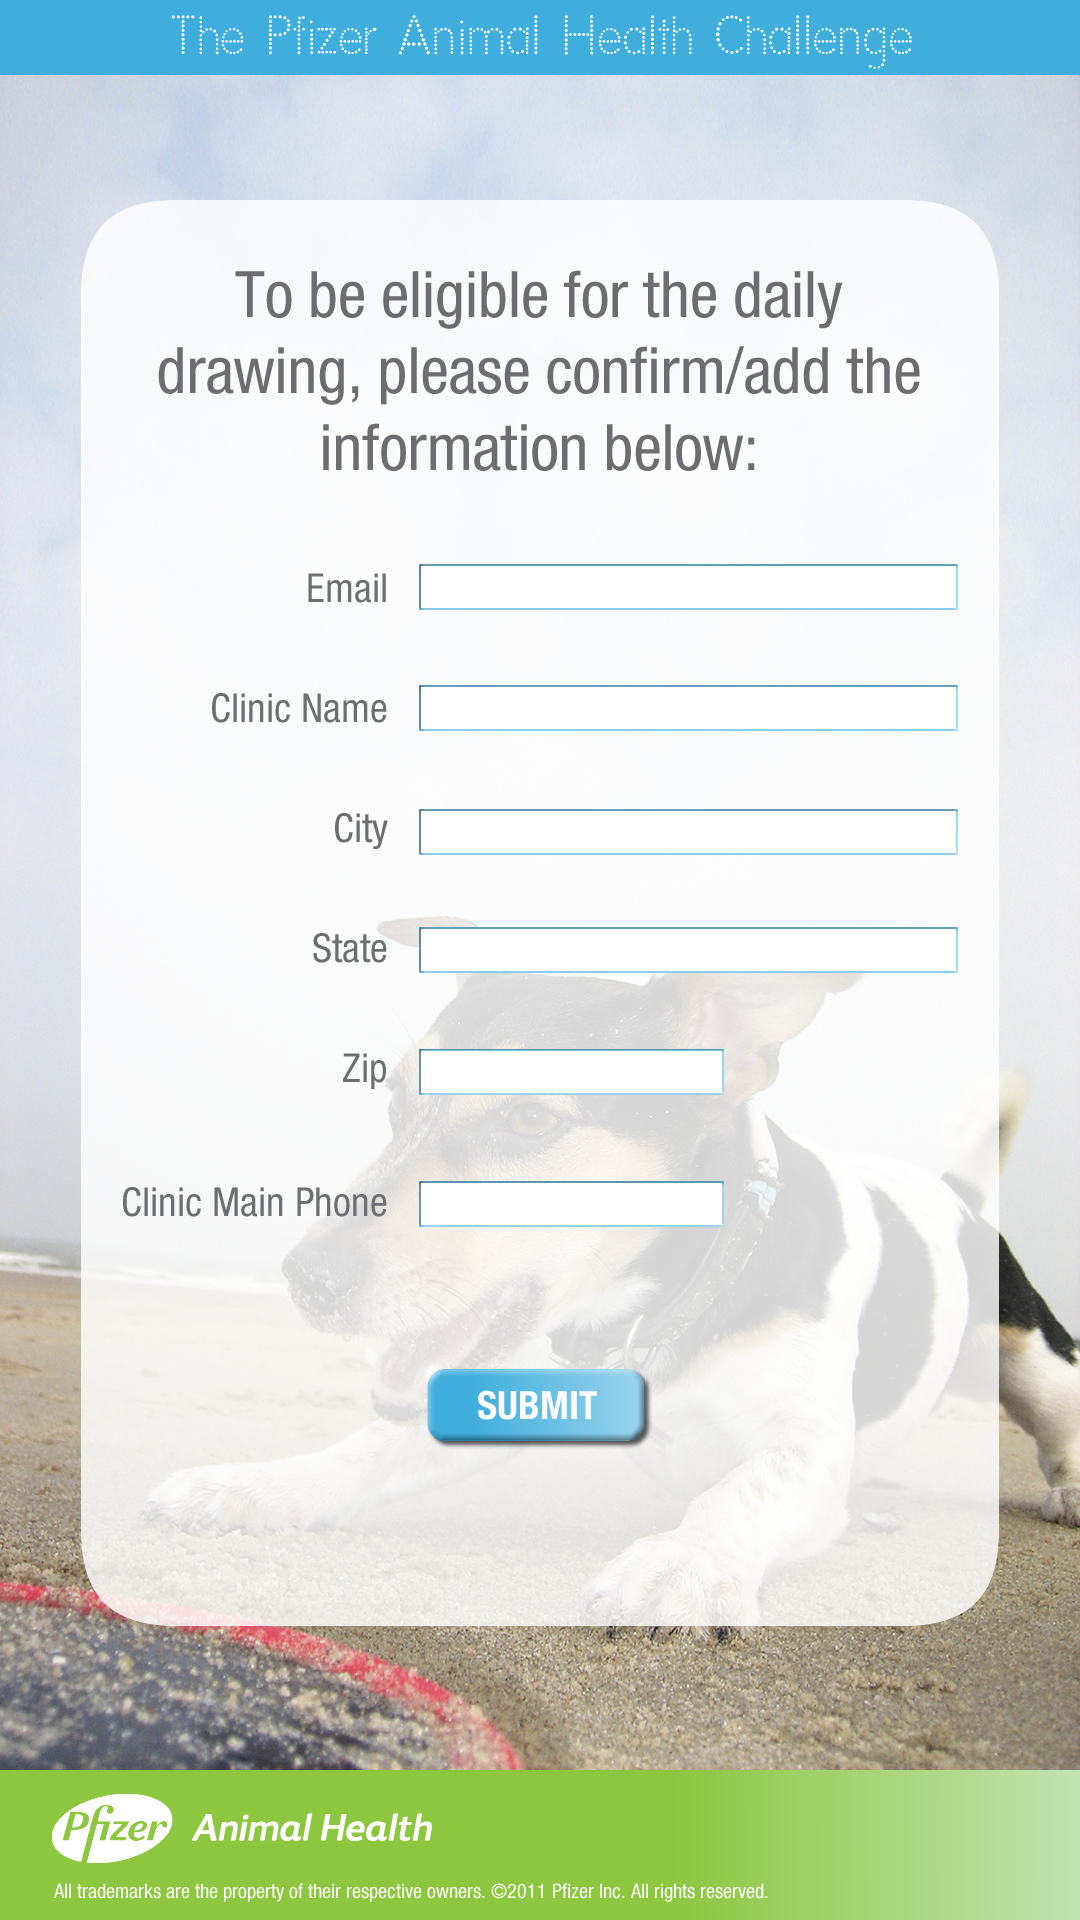 The Pfizer Animal Health Challenge
To be eligible for the daily
drawing, please confirm/add the
information below:
Email
Clinic Name
City
State
Zip
Clinic Main Phone
SUBMIT
Pfizer Animal Health
All trademarks are the property of their respective owners. ©2011 Pfizer Inc. All rights reserved.